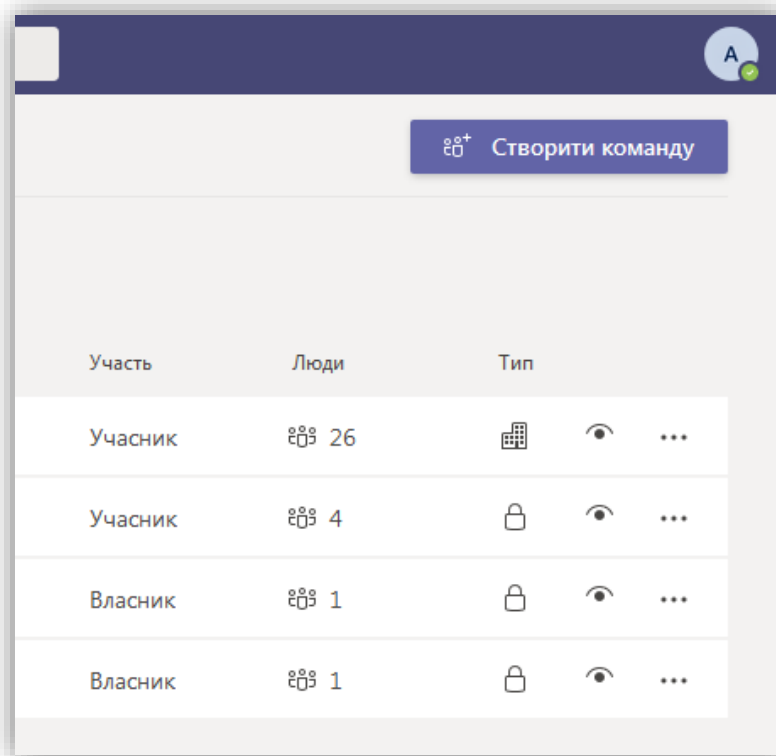 A
Створити команду
Участь Люди Тип
Учасник 26
Учасник 4
Власник 1
Власник 1